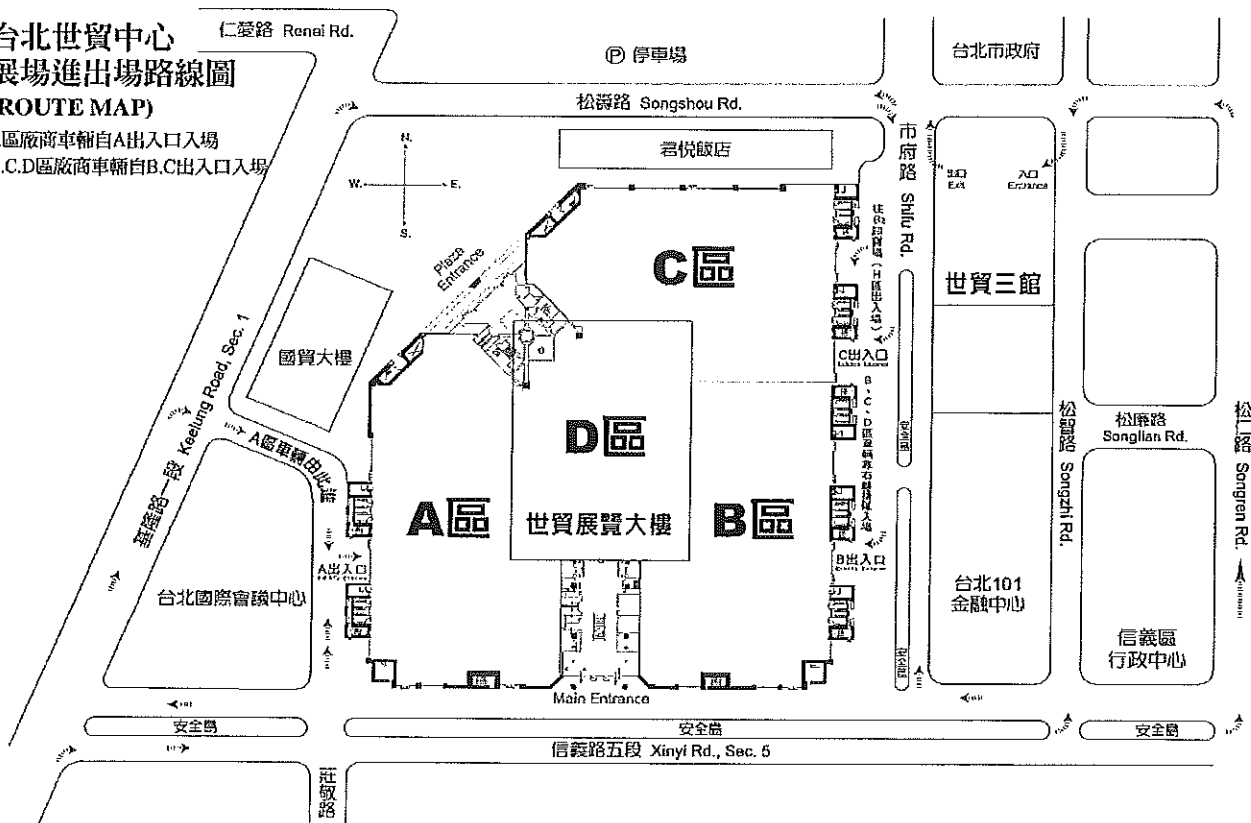 台北世貿中心
展場進出場路線圖
ROUTE MAP)
區廠商車輛自A出入口入場
.C.D區廠商車輛自B.C出入口入場
仁愛路 Renai Rd.
Ⓟ 停車場
台北市政府
松壽路 Songshou Rd.
君悦飯店
市府路 Shifu Rd.
出口
Exit
入口
Entrance
N.
W.
E.
S.
Plaza
Entrance
C區
世貿三館
國貿大樓
C出入口
基隆路一段 Keelung Road, Sec. 1
A區車輛由此進
D區
A區
世貿展覽大樓
B區
安全島
松智路 Songzhi Rd.
松廉路
Songlian Rd.
松仁路 Songren Rd.
A出入口
B出入口
台北國際會議中心
台北101
金融中心
信義區
行政中心
安全島
Main Entrance
安全島
安全島
安全島
信義路五段 Xinyi Rd., Sec. 5
莊敬路